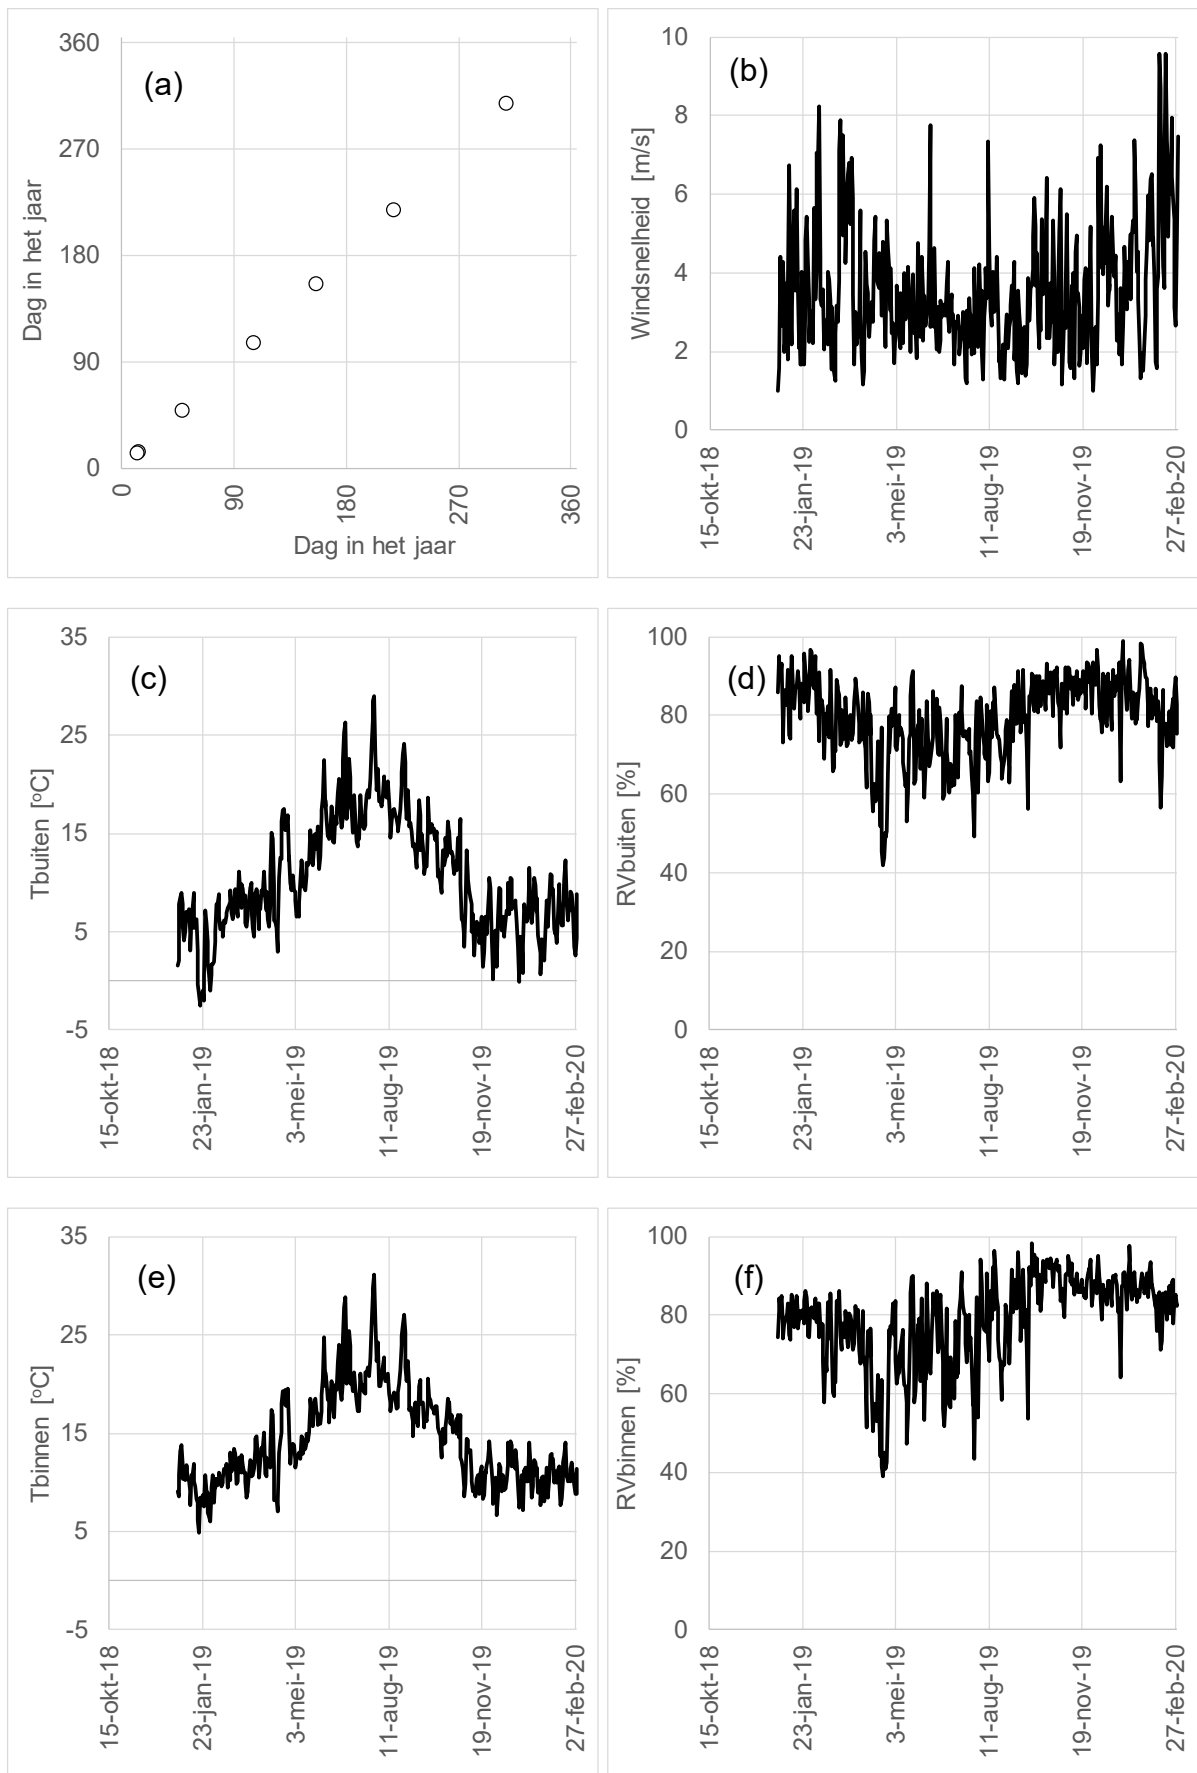 (a)
Dag in het jaar
360
270
180
90
0
0
90
180
270
360
Dag in het jaar
(b)
Windsnelheid [m/s]
10
8
6
4
2
0
15-okt-18
23-jan-19
3-mei-19
11-aug-19
19-nov-19
27-feb-20
(c)
Tbuiten [°C]
35
25
15
5
-5
15-okt-18
23-jan-19
3-mei-19
11-aug-19
19-nov-19
27-feb-20
(d)
RVbuiten [%]
100
80
60
40
20
0
15-okt-18
23-jan-19
3-mei-19
11-aug-19
19-nov-19
27-feb-20
(e)
Tbinnen [°C]
35
25
15
5
-5
15-okt-18
23-jan-19
3-mei-19
11-aug-19
19-nov-19
27-feb-20
(f)
RVbinnen [%]
100
80
60
40
20
0
15-okt-18
23-jan-19
3-mei-19
11-aug-19
19-nov-19
27-feb-20